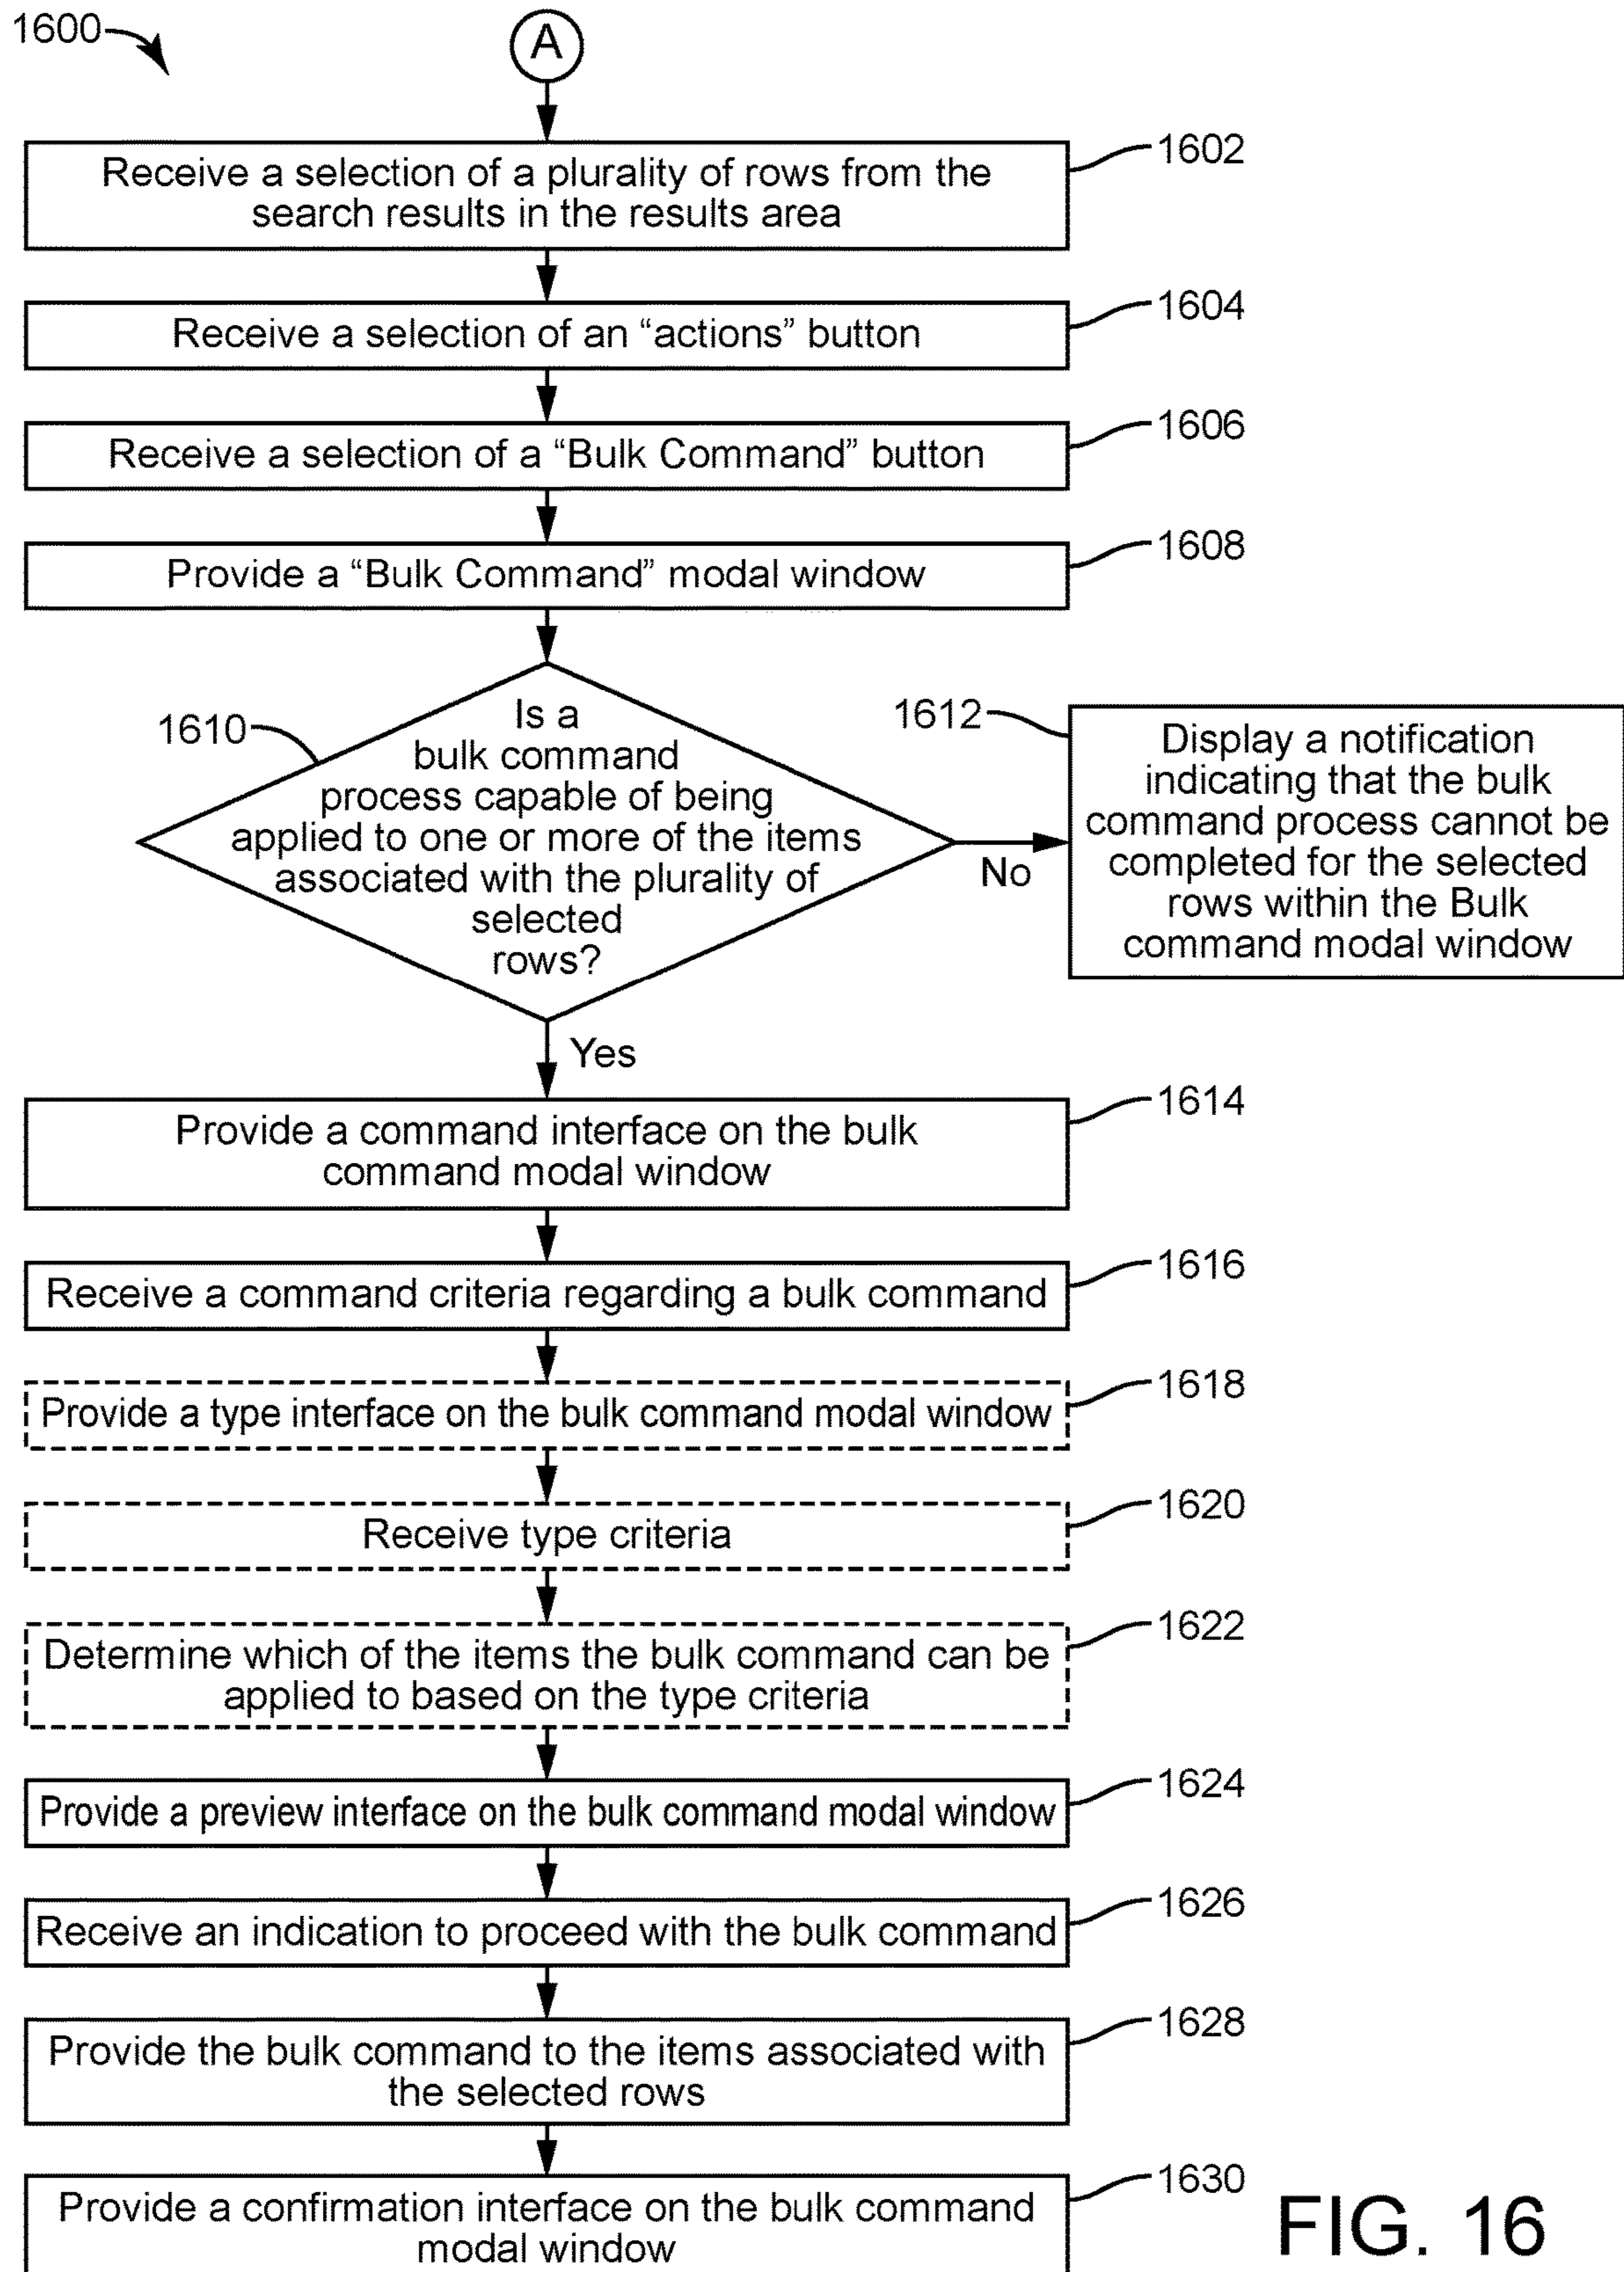 1600
A
Receive a selection of a plurality of rows from the
search results in the results area
1602
Receive a selection of an “actions” button
1604
Receive a selection of a “Bulk Command” button
1606
Provide a “Bulk Command” modal window
1608
1610
Is a
bulk command
process capable of being
applied to one or more of the items
associated with the plurality of
selected
rows?
No
1612
Display a notification
indicating that the bulk
command process cannot be
completed for the selected
rows within the Bulk
command modal window
Yes
Provide a command interface on the bulk
command modal window
1614
Receive a command criteria regarding a bulk command
1616
Provide a type interface on the bulk command modal window
1618
Receive type criteria
1620
Determine which of the items the bulk command can be
applied to based on the type criteria
1622
Provide a preview interface on the bulk command modal window
1624
Receive an indication to proceed with the bulk command
1626
Provide the bulk command to the items associated with
the selected rows
1628
Provide a confirmation interface on the bulk command
modal window
1630
FIG. 16